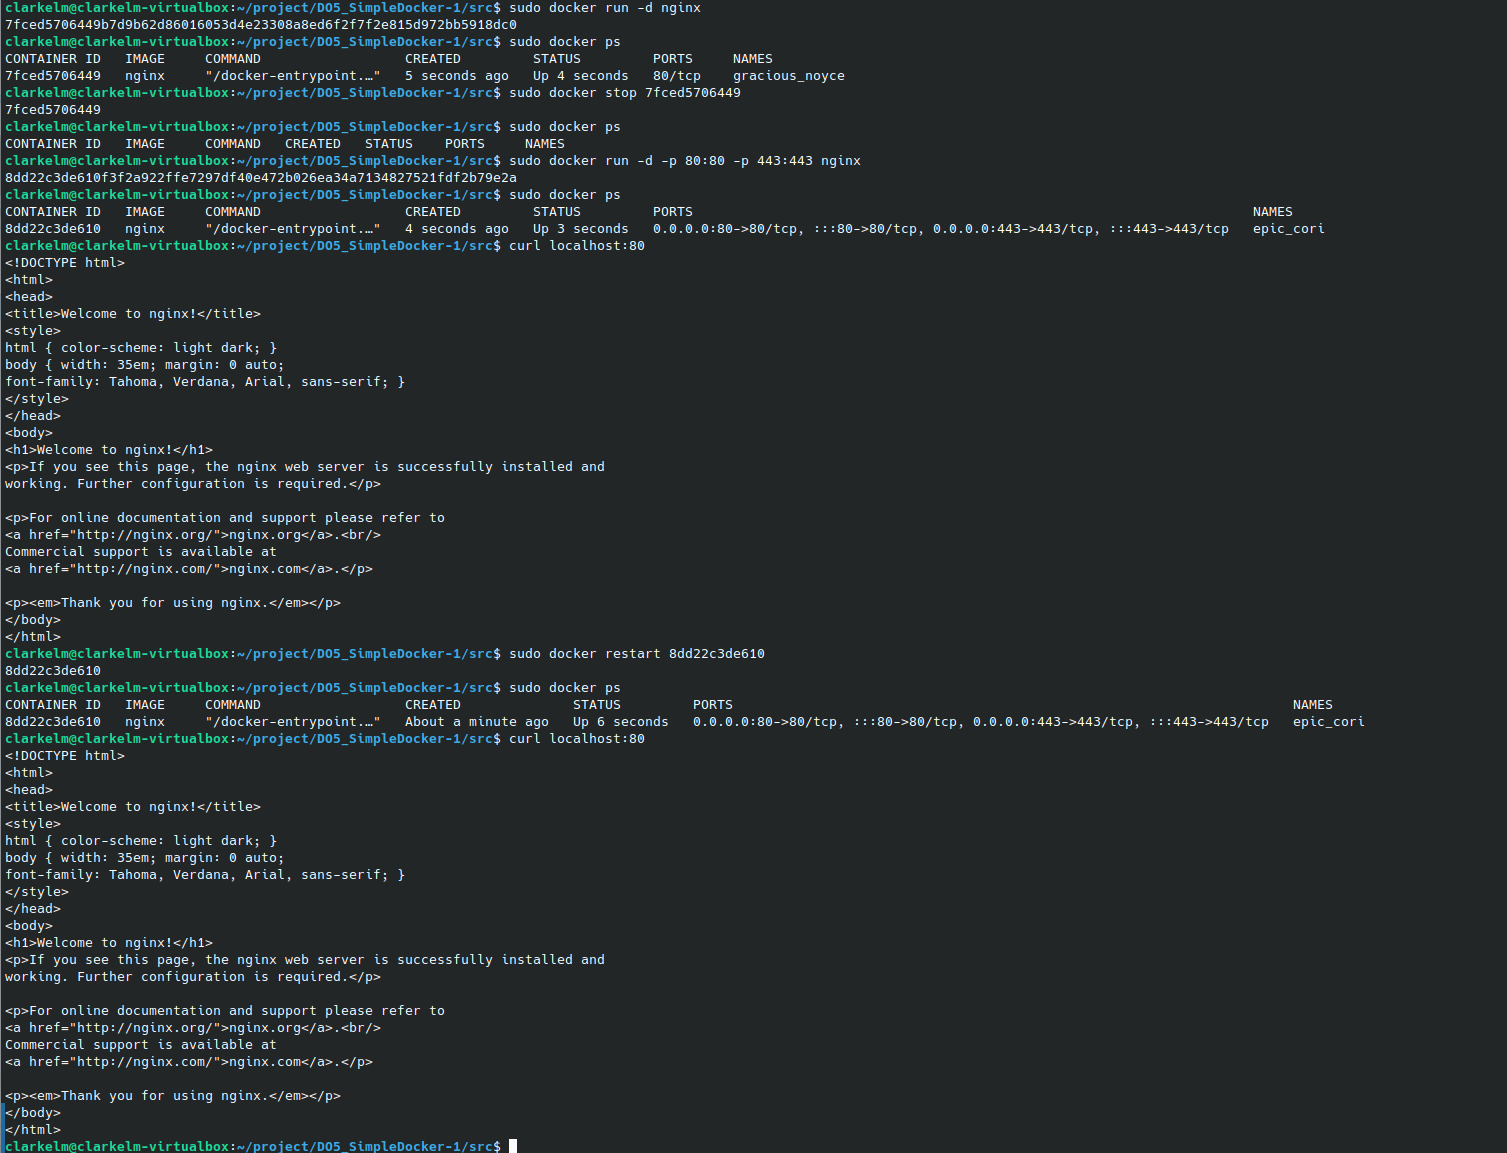 clarkelm@clarkelm-virtualbox:~/project/DO5_SimpleDocker-1/src$ sudo docker run -d nginx
7fced5706449b7d9b62d86016053d4e23308a8ed6f2f7f2e815d972bb5918dc0
clarkelm@clarkelm-virtualbox:~/project/DO5_SimpleDocker-1/src$ sudo docker ps
CONTAINER ID   IMAGE     COMMAND                  CREATED         STATUS         PORTS     NAMES
7fced5706449   nginx     "/docker-entrypoint.…"   5 seconds ago   Up 4 seconds   80/tcp    gracious_noyce
clarkelm@clarkelm-virtualbox:~/project/DO5_SimpleDocker-1/src$ sudo docker stop 7fced5706449
7fced5706449
clarkelm@clarkelm-virtualbox:~/project/DO5_SimpleDocker-1/src$ sudo docker ps
CONTAINER ID   IMAGE     COMMAND   CREATED   STATUS    PORTS     NAMES
clarkelm@clarkelm-virtualbox:~/project/DO5_SimpleDocker-1/src$ sudo docker run -d -p 80:80 -p 443:443 nginx
8dd22c3de610f3f2a922ffe7297df40e472b026ea34a7134827521fdf2b79e2a
clarkelm@clarkelm-virtualbox:~/project/DO5_SimpleDocker-1/src$ sudo docker ps
CONTAINER ID   IMAGE     COMMAND                  CREATED         STATUS         PORTS                                                                      NAMES
8dd22c3de610   nginx     "/docker-entrypoint.…"   4 seconds ago   Up 3 seconds   0.0.0.0:80->80/tcp, :::80->80/tcp, 0.0.0.0:443->443/tcp, :::443->443/tcp   epic_cori
clarkelm@clarkelm-virtualbox:~/project/DO5_SimpleDocker-1/src$ curl localhost:80
<!DOCTYPE html>
<html>
<head>
<title>Welcome to nginx!</title>
<style>
html { color-scheme: light dark; }
body { width: 35em; margin: 0 auto;
font-family: Tahoma, Verdana, Arial, sans-serif; }
</style>
</head>
<body>
<h1>Welcome to nginx!</h1>
<p>If you see this page, the nginx web server is successfully installed and
working. Further configuration is required.</p>

<p>For online documentation and support please refer to
<a href="http://nginx.org/">nginx.org</a>.<br/>
Commercial support is available at
<a href="http://nginx.com/">nginx.com</a>.</p>

<p><em>Thank you for using nginx.</em></p>
</body>
</html>
clarkelm@clarkelm-virtualbox:~/project/DO5_SimpleDocker-1/src$ sudo docker restart 8dd22c3de610
8dd22c3de610
clarkelm@clarkelm-virtualbox:~/project/DO5_SimpleDocker-1/src$ sudo docker ps
CONTAINER ID   IMAGE     COMMAND                  CREATED              STATUS         PORTS                                                                      NAMES
8dd22c3de610   nginx     "/docker-entrypoint.…"   About a minute ago   Up 6 seconds   0.0.0.0:80->80/tcp, :::80->80/tcp, 0.0.0.0:443->443/tcp, :::443->443/tcp   epic_cori
clarkelm@clarkelm-virtualbox:~/project/DO5_SimpleDocker-1/src$ curl localhost:80
<!DOCTYPE html>
<html>
<head>
<title>Welcome to nginx!</title>
<style>
html { color-scheme: light dark; }
body { width: 35em; margin: 0 auto;
font-family: Tahoma, Verdana, Arial, sans-serif; }
</style>
</head>
<body>
<h1>Welcome to nginx!</h1>
<p>If you see this page, the nginx web server is successfully installed and
working. Further configuration is required.</p>

<p>For online documentation and support please refer to
<a href="http://nginx.org/">nginx.org</a>.<br/>
Commercial support is available at
<a href="http://nginx.com/">nginx.com</a>.</p>

<p><em>Thank you for using nginx.</em></p>
</body>
</html>
clarkelm@clarkelm-virtualbox:~/project/DO5_SimpleDocker-1/src$